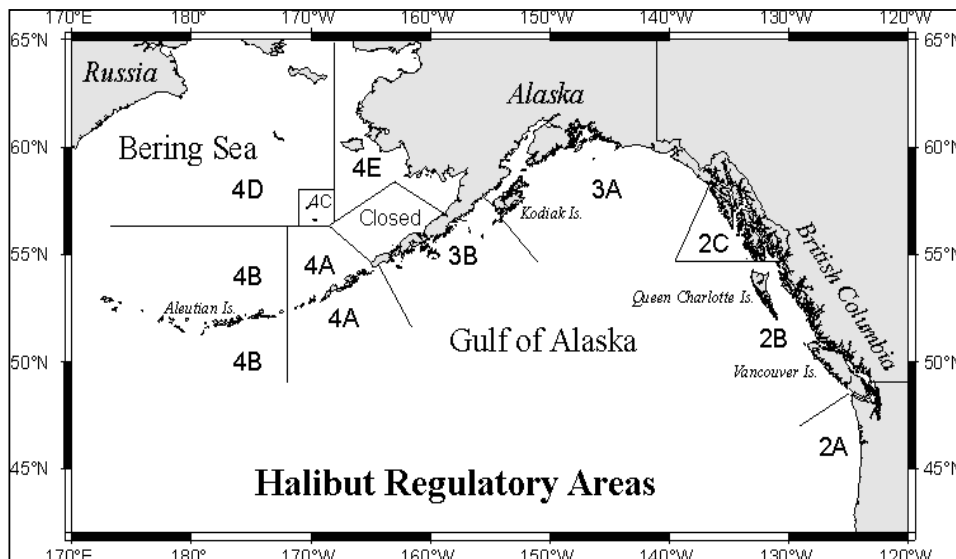 170°E 180° 170°W 160°W 150°W 140°W 130°W 120°W
65°N 65°N
Russia
Alaska
60°N 60°N
Bering Sea
4E
4D
4C
3A
Closed
Kodiak Is.
55°N 55°N
3B
2C
British Columbia
4A
4B
Queen Charlotte Is.
Aleutian Is.
4A
2B
50°N 50°N
Gulf of Alaska
4B
Vancouver Is.
45°N 45°N
2A
Halibut Regulatory Areas
170°E 180° 170°W 160°W 150°W 140°W 130°W 120°W